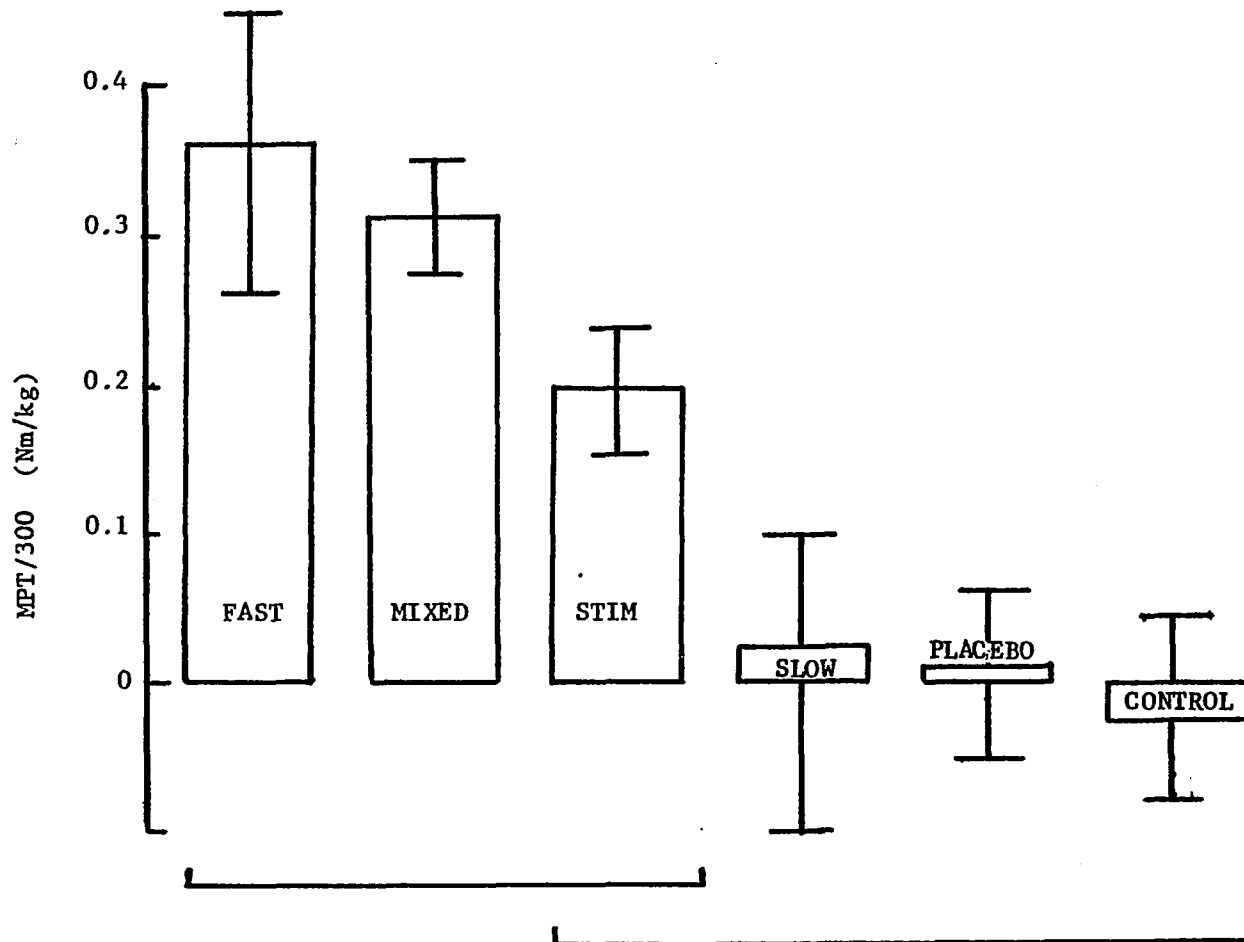 0.4
0.3
0.2
0.1
0
MPT/300 (Nm/kg)
FAST
MIXED
STIM
SLOW
PLACEBO
CONTROL